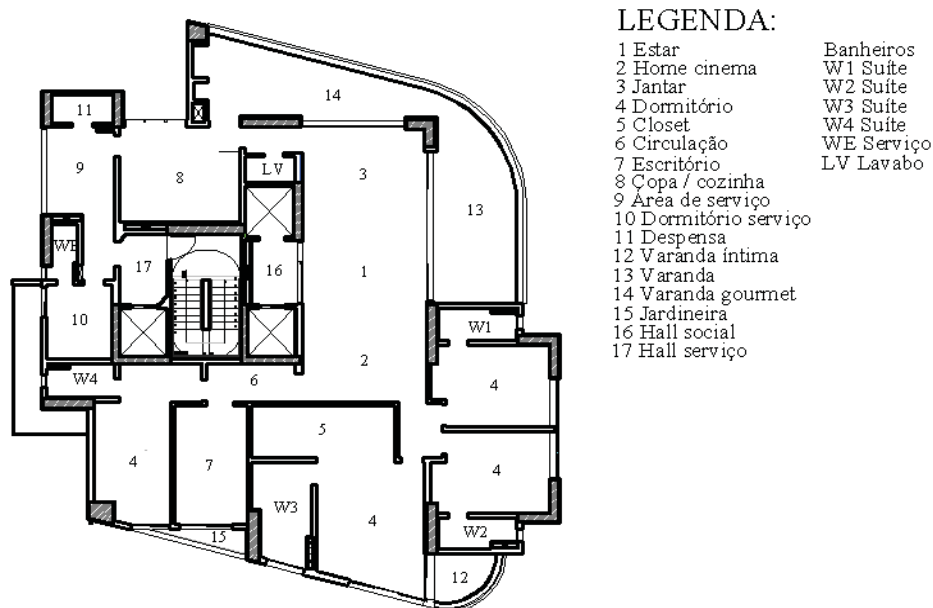 LEGENDA:
1 Estar
2 Home cinema
3 Jantar
4 Dormitório
5 Closet
6 Circulação
7 Escritório
8 Copa / cozinha
9 Área de serviço
10 Dormitório serviço
11 Despensa
12 Varanda íntima
13 Varanda
14 Varanda gourmet
15 Jardineira
16 Hall social
17 Hall serviço
Banheiros
W1 Suíte
W2 Suíte
W3 Suíte
W4 Suíte
WE Serviço
LV Lavabo
14
11
9
8
LV
3
13
WE
17
16
1
10
W1
W4
6
2
4
5
4
7
4
W3
4
W2
15
12